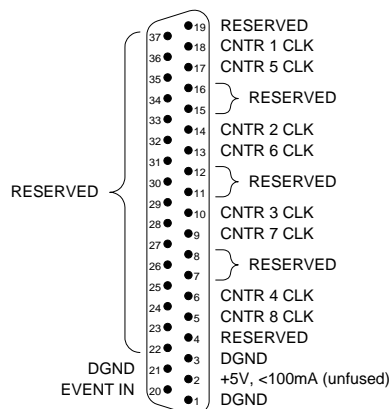 19 RESERVED
37
18 CNTR 1 CLK
36
17 CNTR 5 CLK
35
16
34
RESERVED
15
33
14 CNTR 2 CLK
32
13 CNTR 6 CLK
31
12
RESERVED
30
RESERVED
11
29
10 CNTR 3 CLK
28
9 CNTR 7 CLK
27
8
26
RESERVED
7
25
6 CNTR 4 CLK
24
5 CNTR 8 CLK
23
4 RESERVED
22
3 DGND
DGND 21
2 +5V, <100mA (unfused)
EVENT IN 20
1 DGND